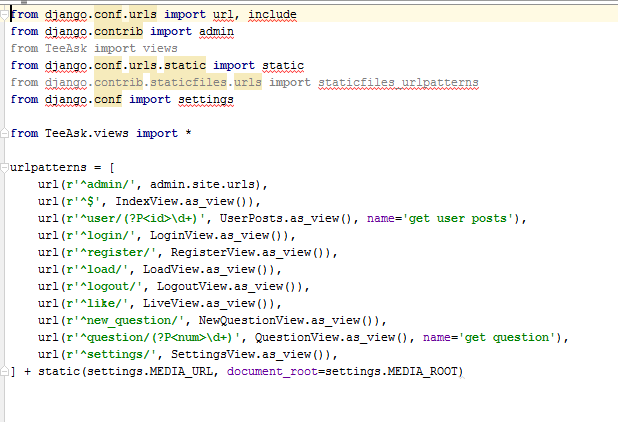 from django.conf.urls import url, include
from django.contrib import admin
from TeeAsk import views
from django.conf.urls.static import static
from django.contrib.staticfiles.urls import staticfiles_urlpatterns
from django.conf import settings
from TeeAsk.views import *
urlpatterns = [
    url(r'^admin/', admin.site.urls),
    url(r'^$', IndexView.as_view()),
    url(r'^user/(?P<id>\d+)', UserPosts.as_view(), name='get user posts'),
    url(r'^login/', LoginView.as_view()),
    url(r'^register/', RegisterView.as_view()),
    url(r'^load/', LoadView.as_view()),
    url(r'^logout/', LogoutView.as_view()),
    url(r'^like/', LiveView.as_view()),
    url(r'^new_question/', NewQuestionView.as_view()),
    url(r'^question/(?P<num>\d+)', QuestionView.as_view(), name='get question'),
    url(r'^settings/', SettingsView.as_view()),
] + static(settings.MEDIA_URL, document_root=settings.MEDIA_ROOT)